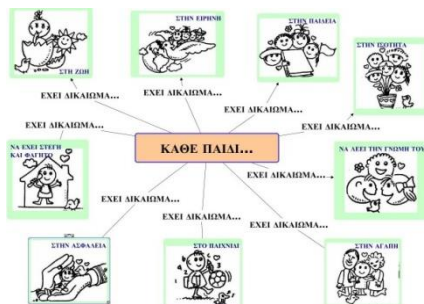 ΣΤΗΝ ΕΙΡΗΝΗ
ΣΤΗΝ ΠΑΙΔΕΙΑ
ΣΤΗΝ ΙΣΟΤΗΤΑ
ΣΤΗ ΖΩΗ
ΕΧΕΙ ΔΙΚΑΙΩΜΑ...
ΕΧΕΙ ΔΙΚΑΙΩΜΑ...
ΕΧΕΙ ΔΙΚΑΙΩΜΑ...
ΕΧΕΙ ΔΙΚΑΙΩΜΑ...
ΕΧΕΙ ΔΙΚΑΙΩΜΑ...
ΝΑ ΕΧΕΙ ΣΤΕΓΗ
ΚΑΙ ΦΑΓΗΤΟ
ΚΑΘΕ ΠΑΙΔΙ...
ΝΑ ΛΕΕΙ ΤΗΝ ΓΝΩΜΗ ΤΟΥ
ΕΧΕΙ ΔΙΚΑΙΩΜΑ...
ΕΧΕΙ ΔΙΚΑΙΩΜΑ...
ΕΧΕΙ ΔΙΚΑΙΩΜΑ...
ΕΧΕΙ ΔΙΚΑΙΩΜΑ...
ΣΤΗΝ ΑΣΦΑΛΕΙΑ
ΣΤΟ ΠΑΙΧΝΙΔΙ
ΣΤΗΝ ΑΓΑΠΗ